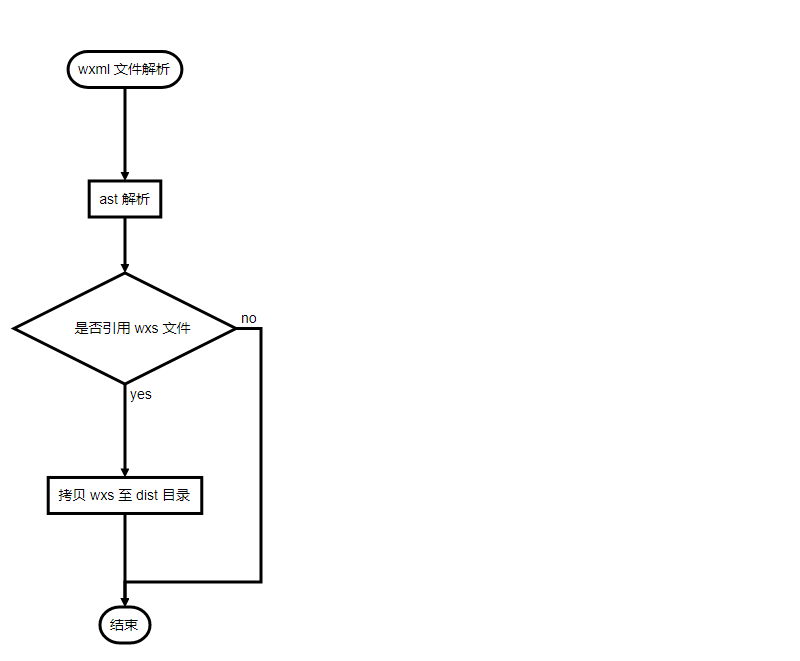 wxml 文件解析
ast 解析
是否引用 wxs 文件
no
yes
拷贝 wxs 至 dist 目录
结束